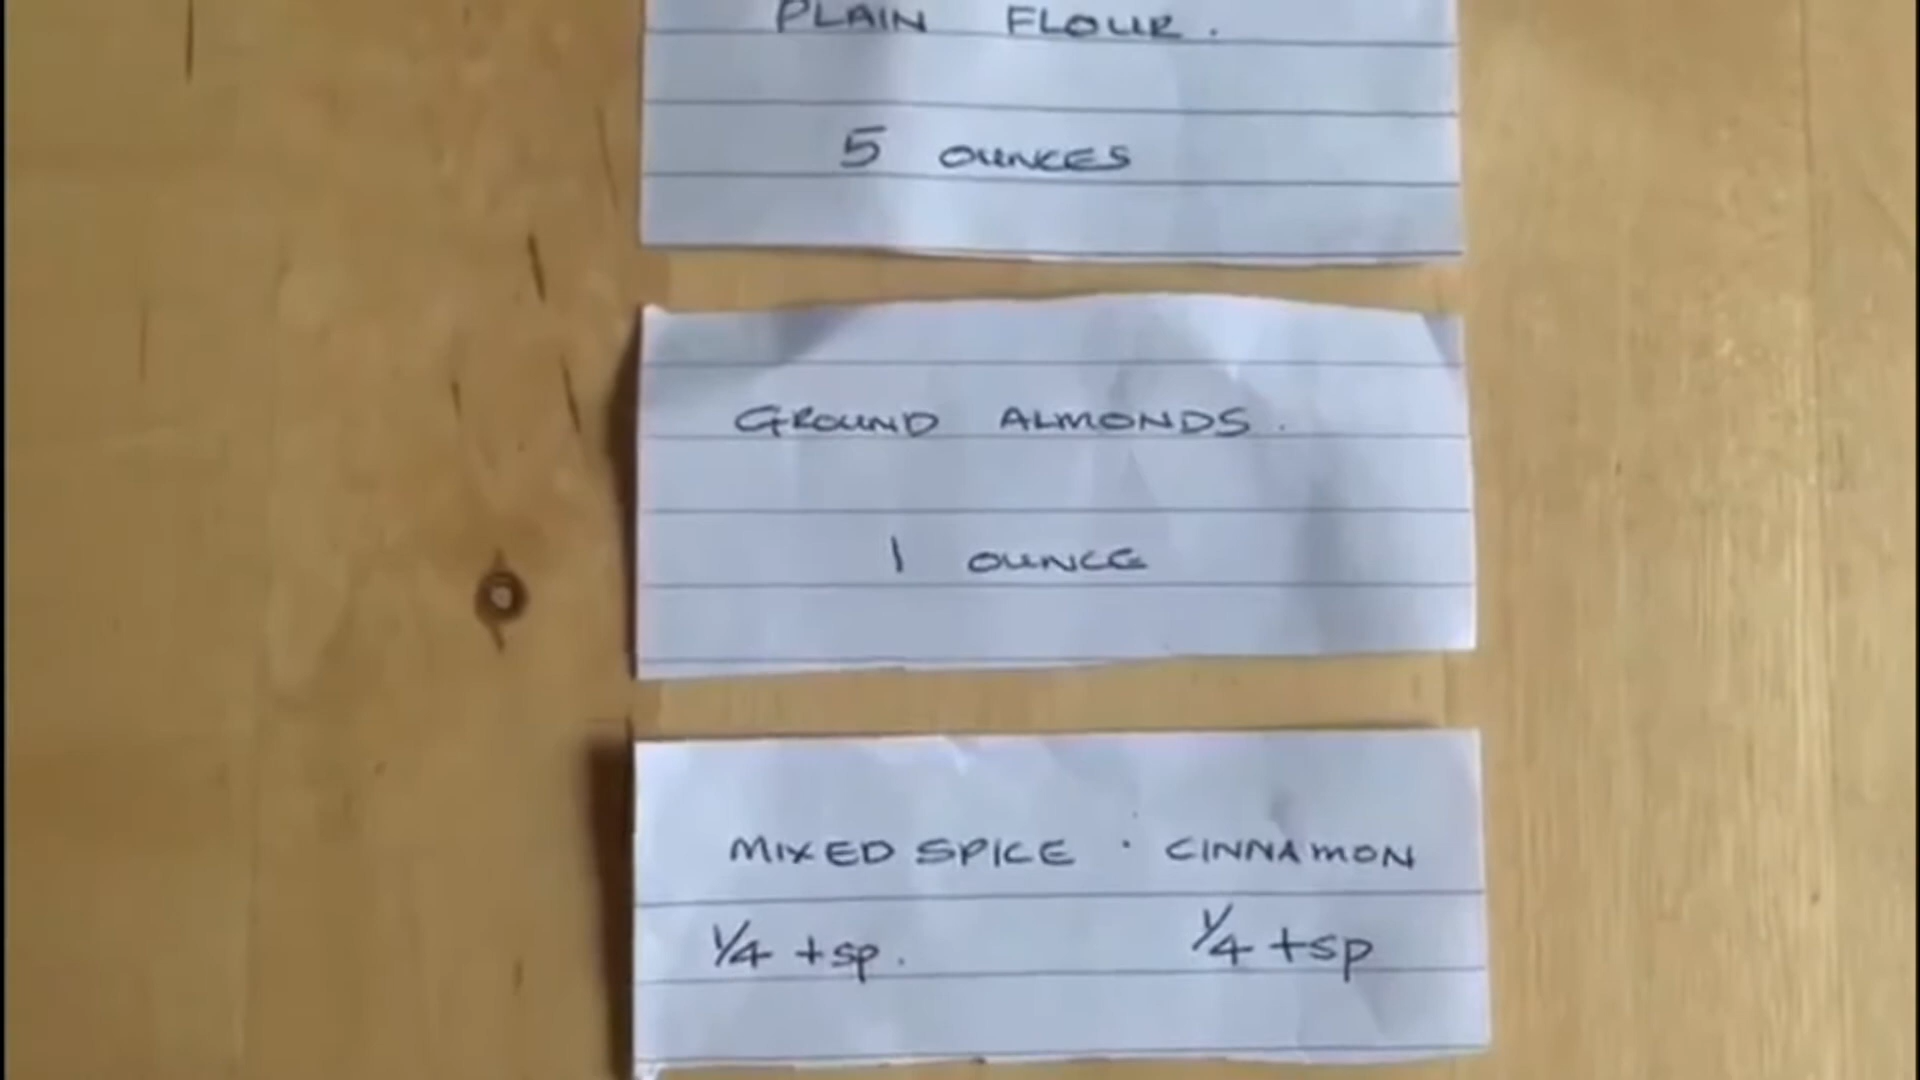 PLAIN FLOUR.
5 OUNCES
GROUND ALMONDS.
1 OUNCE
MIXED SPICE · CINNAMON
1/4 tsp. 1/4 tsp